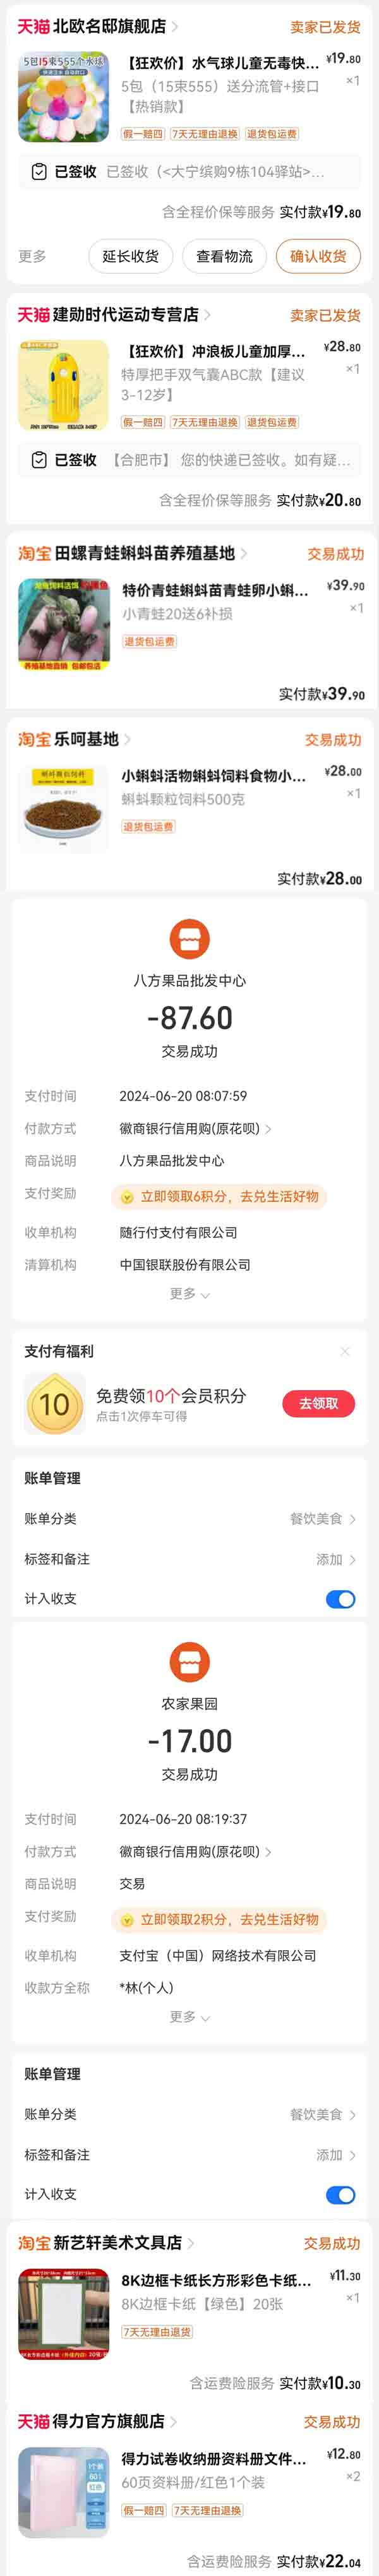 天猫 北欧名邸旗舰店
卖家已发货
5包15束555个水球
【狂欢价】水气球儿童无毒快...
¥19.80
5包（15束555）送分流管+接口
×1
【热销款】
假一赔四 7天无理由退换 退货包运费
已签收 已签收（<大宁缤购9栋104驿站>...
含全程价保等服务 实付款¥19.80
更多
延长收货
查看物流
确认收货
天猫 建勋时代运动专营店
卖家已发货
【狂欢价】冲浪板儿童加厚...
¥28.80
特厚把手双气囊ABC款【建议
×1
3-12岁】
假一赔四 7天无理由退换 退货包运费
已签收 【合肥市】 您的快递已签收。如有疑...
含全程价保等服务 实付款¥20.80
淘宝 田螺青蛙蝌蚪苗养殖基地
交易成功
特价青蛙蝌蚪苗青蛙卵小蝌...
¥39.90
小青蛙20送6补损
×1
退货包运费
养殖基地直销 包邮包活
实付款¥39.90
淘宝 乐呵基地
交易成功
蝌蚪颗粒饲料
小蝌蚪活物蝌蚪饲料食物小...
¥28.00
蝌蚪颗粒饲料500克
×1
退货包运费
实付款¥28.00
八方果品批发中心
-87.60
交易成功
支付时间 2024-06-20 08:07:59
付款方式 徽商银行信用购(原花呗)
商品说明 八方果品批发中心
支付奖励 立即领取6积分，去兑生活好物
收单机构 随行付支付有限公司
清算机构 中国银联股份有限公司
更多
支付有福利
10
免费领10个会员积分
点击1次停车可得
去领取
账单管理
账单分类 餐饮美食
标签和备注 添加
计入收支
农家果园
-17.00
交易成功
支付时间 2024-06-20 08:19:37
付款方式 徽商银行信用购(原花呗)
商品说明 交易
支付奖励 立即领取2积分，去兑生活好物
收单机构 支付宝（中国）网络技术有限公司
收款方全称 *林(个人)
更多
账单管理
账单分类 餐饮美食
标签和备注 添加
计入收支
淘宝 新艺轩美术文具店
交易成功
8K边框卡纸长方形彩色卡纸...
¥11.30
8K边框卡纸【绿色】20张
×1
7天无理由退货
含运费险服务 实付款¥10.30
天猫 得力官方旗舰店
交易成功
得力试卷收纳册资料册文件...
¥12.80
60页资料册/红色1个装
×2
1个装
60
红色
假一赔四 7天无理由退换
含运费险服务 实付款¥22.04